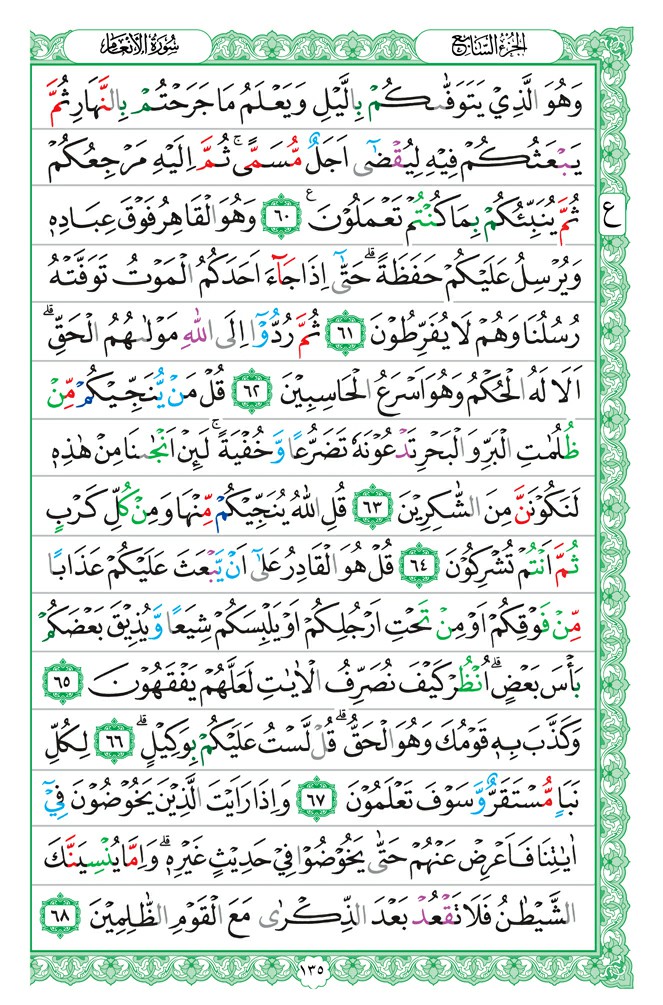 الجزء السابع
سورة الأنعام
وَهُوَ الَّذِيْ يَتَوَفّٰىكُمْ بِالَّيْلِ وَيَعْلَمُ مَا جَرَحْتُمْ بِالنَّهَارِ ثُمَّ
يَبْعَثُكُمْ فِيْهِ لِيُقْضٰٓى اَجَلٌ مُّسَمًّى ۚ ثُمَّ اِلَيْهِ مَرْجِعُكُمْ
ثُمَّ يُنَبِّئُكُمْ بِمَا كُنْتُمْ تَعْمَلُوْنَ ࣖ ٦٠ وَهُوَ الْقَاهِرُ فَوْقَ عِبَادِهٖ
ع
وَيُرْسِلُ عَلَيْكُمْ حَفَظَةً ۗ حَتّٰٓى اِذَا جَاۤءَ اَحَدَكُمُ الْمَوْتُ تَوَفَّتْهُ
رُسُلُنَا وَهُمْ لَا يُفَرِّطُوْنَ ٦١ ثُمَّ رُدُّوْٓا اِلَى اللّٰهِ مَوْلٰىهُمُ الْحَقِّ ۗ
اَلَا لَهُ الْحُكْمُ وَهُوَ اَسْرَعُ الْحَاسِبِيْنَ ٦٢ قُلْ مَنْ يُّنَجِّيْكُمْ مِّنْ
ظُلُمٰتِ الْبَرِّ وَالْبَحْرِ تَدْعُوْنَهٗ تَضَرُّعًا وَّخُفْيَةً ۚ لَىِٕنْ اَنْجٰىنَا مِنْ هٰذِهٖ
لَنَكُوْنَنَّ مِنَ الشّٰكِرِيْنَ ٦٣ قُلِ اللّٰهُ يُنَجِّيْكُمْ مِّنْهَا وَمِنْ كُلِّ كَرْبٍ
ثُمَّ اَنْتُمْ تُشْرِكُوْنَ ٦٤ قُلْ هُوَ الْقَادِرُ عَلٰٓى اَنْ يَّبْعَثَ عَلَيْكُمْ عَذَابًا
مِّنْ فَوْقِكُمْ اَوْ مِنْ تَحْتِ اَرْجُلِكُمْ اَوْ يَلْبِسَكُمْ شِيَعًا وَّيُذِيْقَ بَعْضَكُمْ
بَأْسَ بَعْضٍ ۗ اُنْظُرْ كَيْفَ نُصَرِّفُ الْاٰيٰتِ لَعَلَّهُمْ يَفْقَهُوْنَ ٦٥
وَكَذَّبَ بِهٖ قَوْمُكَ وَهُوَ الْحَقُّ ۗ قُلْ لَّسْتُ عَلَيْكُمْ بِوَكِيْلٍ ۗ ٦٦ لِكُلِّ
نَبَاٍ مُّسْتَقَرٌّ وَّسَوْفَ تَعْلَمُوْنَ ٦٧ وَاِذَا رَاَيْتَ الَّذِيْنَ يَخُوْضُوْنَ فِيْٓ
اٰيٰتِنَا فَاَعْرِضْ عَنْهُمْ حَتّٰى يَخُوْضُوْا فِيْ حَدِيْثٍ غَيْرِهٖ ۗ وَاِمَّا يُنْسِيَنَّكَ
الشَّيْطٰنُ فَلَا تَقْعُدْ بَعْدَ الذِّكْرٰى مَعَ الْقَوْمِ الظّٰلِمِيْنَ ٦٨
١٣٥